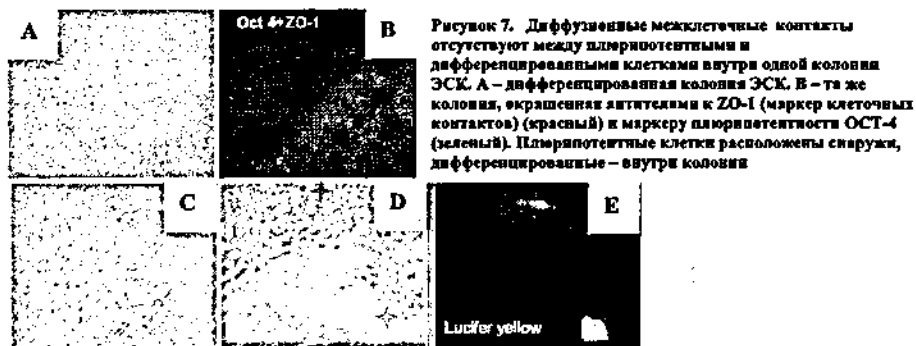 A
Oct 4+ZO-1
B
Рисунок 7. Диффузионные межклеточные контакты
отсутствуют между плюрипотентными и
дифференцированными клетками внутри одной колонии
ЭСК. A – дифференцированная колония ЭСК. B – та же
колония, окрашенная антителами к ZO-1 (маркер клеточных
контактов) (красный) и маркеру плюрипотентности OCT-4
(зеленый). Плюрипотентные клетки расположены снаружи,
дифференцированные – внутри колонии
C
D
E
Lucifer yellow